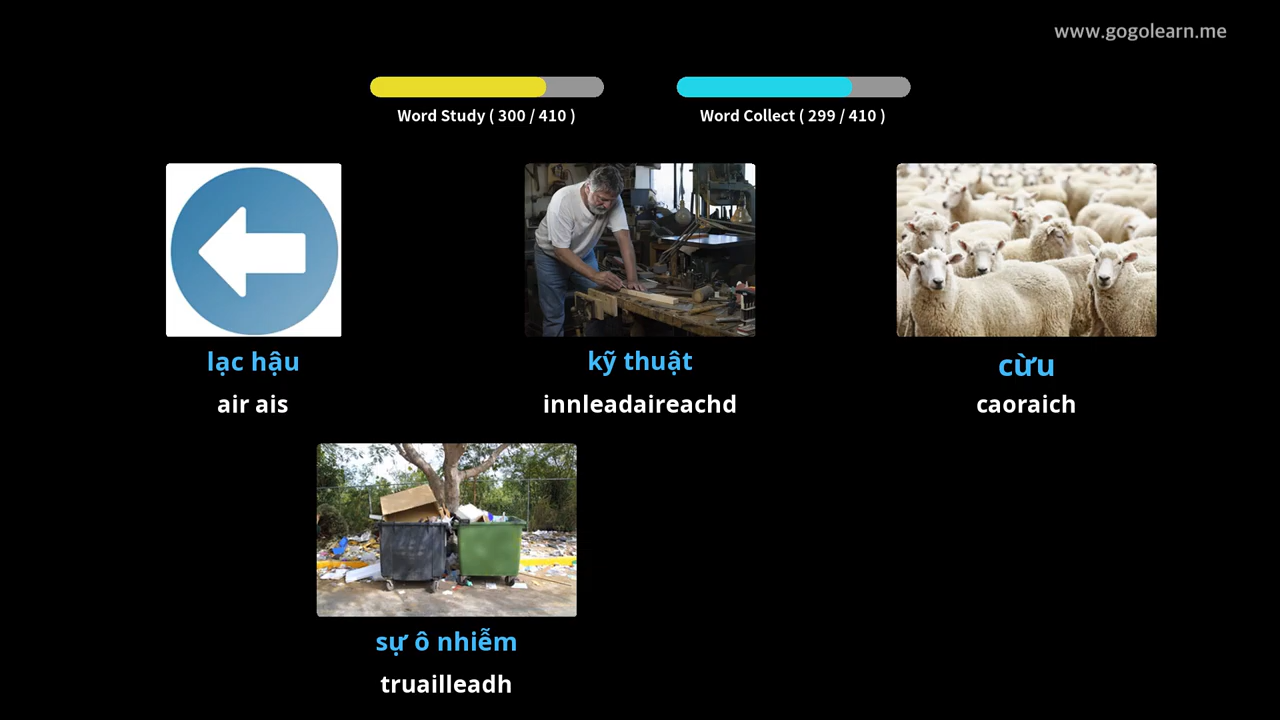 www.gogolearn.me
Word Study ( 300 / 410 )
Word Collect ( 299 / 410 )
lạc hậu
air ais
kỹ thuật
innleadaireachd
cừu
caoraich
sự ô nhiễm
truailleadh